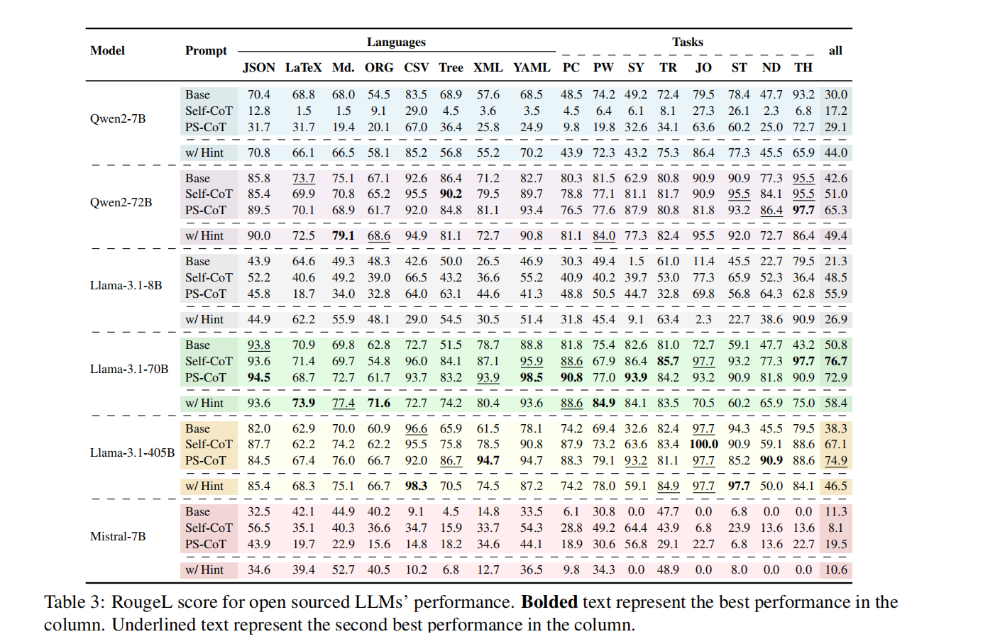 Model Prompt Languages Tasks all
JSON LaTeX Md. ORG CSV Tree XML YAML PC PW SY TR JO ST ND TH
Base 70.4 68.8 68.0 54.5 83.5 68.9 57.6 68.5 48.5 74.2 49.2 72.4 79.5 78.4 47.7 93.2 30.0
Qwen2-7B Self-CoT 12.8 1.5 1.5 9.1 29.0 4.5 3.6 3.5 4.5 6.4 6.1 8.1 27.3 26.1 2.3 6.8 17.2
PS-CoT 31.7 31.7 19.4 20.1 67.0 36.4 25.8 24.9 9.8 19.8 32.6 34.1 63.6 60.2 25.0 72.7 29.1
w/ Hint 70.8 66.1 66.5 58.1 85.2 56.8 55.2 70.2 43.9 72.3 43.2 75.3 86.4 77.3 45.5 65.9 44.0
Base 85.8 73.7 75.1 67.1 92.6 86.4 71.2 82.7 80.3 81.5 62.9 80.8 90.9 90.9 77.3 95.5 42.6
Qwen2-72B Self-CoT 85.4 69.9 70.8 65.2 95.5 90.2 79.5 89.7 78.8 77.1 81.1 81.7 90.9 95.5 84.1 95.5 51.0
PS-CoT 89.5 70.1 68.9 61.7 92.0 84.8 81.1 93.4 76.5 77.6 87.9 80.8 81.8 93.2 86.4 97.7 65.3
w/ Hint 90.0 72.5 79.1 68.6 94.9 81.1 72.7 90.8 81.1 84.0 77.3 82.4 95.5 92.0 72.7 86.4 49.4
Base 43.9 64.6 49.3 48.3 42.6 50.0 26.5 46.9 30.3 49.4 1.5 61.0 11.4 45.5 22.7 79.5 21.3
Llama-3.1-8B Self-CoT 52.2 40.6 49.2 39.0 66.5 43.2 36.6 55.2 40.9 40.2 39.7 53.0 77.3 65.9 52.3 36.4 48.5
PS-CoT 45.8 18.7 34.0 32.8 64.0 63.1 44.6 41.3 48.8 50.5 44.7 32.8 69.8 56.8 64.3 62.8 55.9
w/ Hint 44.9 62.2 55.9 48.1 29.0 54.5 30.5 51.4 31.8 45.4 9.1 63.4 2.3 22.7 38.6 90.9 26.9
Base 93.8 70.9 69.8 62.8 72.7 51.5 78.7 88.8 81.8 75.4 82.6 81.0 72.7 59.1 47.7 43.2 50.8
Llama-3.1-70B Self-CoT 93.6 71.4 69.7 54.8 96.0 84.1 87.1 95.9 88.6 67.9 86.4 85.7 97.7 93.2 77.3 97.7 76.7
PS-CoT 94.5 68.7 72.7 61.7 93.7 83.2 93.9 98.5 90.8 77.0 93.9 84.2 93.2 90.9 81.8 90.9 72.9
w/ Hint 93.6 73.9 77.4 71.6 72.7 74.2 80.4 93.6 88.6 84.9 84.1 83.5 70.5 60.2 65.9 75.0 58.4
Base 82.0 62.9 70.0 60.9 96.6 65.9 61.5 78.1 74.2 69.4 32.6 82.4 97.7 94.3 45.5 79.5 38.3
Llama-3.1-405B Self-CoT 87.7 62.2 74.2 62.2 95.5 75.8 78.5 90.8 87.9 73.2 63.6 83.4 100.0 90.9 59.1 88.6 67.1
PS-CoT 84.5 67.4 76.0 66.7 92.0 86.7 94.7 94.7 88.3 79.1 93.2 81.1 97.7 85.2 90.9 88.6 74.9
w/ Hint 85.4 68.3 75.1 66.7 98.3 70.5 74.5 87.2 74.2 78.0 59.1 84.9 97.7 97.7 50.0 84.1 46.5
Base 32.5 42.1 44.9 40.2 9.1 4.5 14.8 33.5 6.1 30.8 0.0 47.7 0.0 6.8 0.0 0.0 11.3
Mistral-7B Self-CoT 56.5 35.1 40.3 36.6 34.7 15.9 33.7 54.3 28.8 49.2 64.4 43.9 6.8 23.9 13.6 13.6 8.1
PS-CoT 43.9 19.7 22.9 15.6 14.8 18.2 34.6 44.1 18.9 30.6 56.8 29.1 22.7 6.8 13.6 22.7 19.5
w/ Hint 34.6 39.4 52.7 40.5 10.2 6.8 12.7 36.5 9.8 34.3 0.0 48.9 0.0 8.0 0.0 0.0 10.6
Table 3: RougeL score for open sourced LLMs' performance. Bolded text represent the best performance in the
column. Underlined text represent the second best performance in the column.